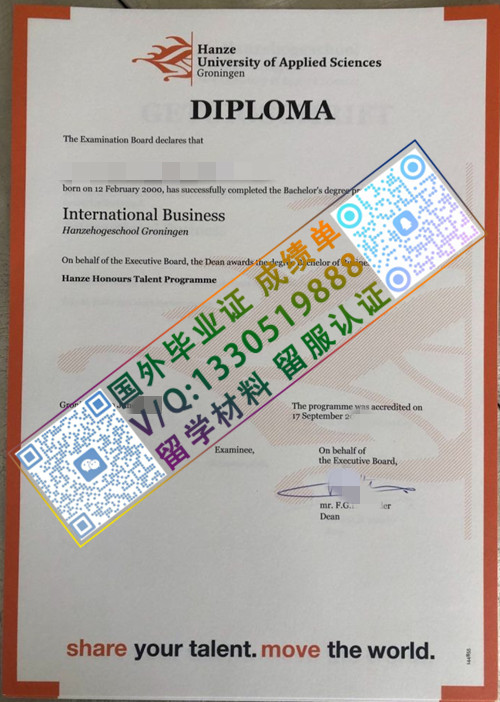 Hanze
University of Applied Sciences
Groningen
DIPLOMA
The Examination Board declares that
born on 12 February 2000, has successfully completed the Bachelor's degree
International Business
Hanzehogeschool Groningen
On behalf of the Executive Board, the Dean awards the degree Bachelor of
Hanze Honours Talent Programme
国外毕业证 成绩单
V/Q:1330519888
留学材料 留服认证
The programme was accredited on
17 September
Examinee,
On behalf of
the Executive Board,
mr. F.G.
Dean
share your talent. move the world.